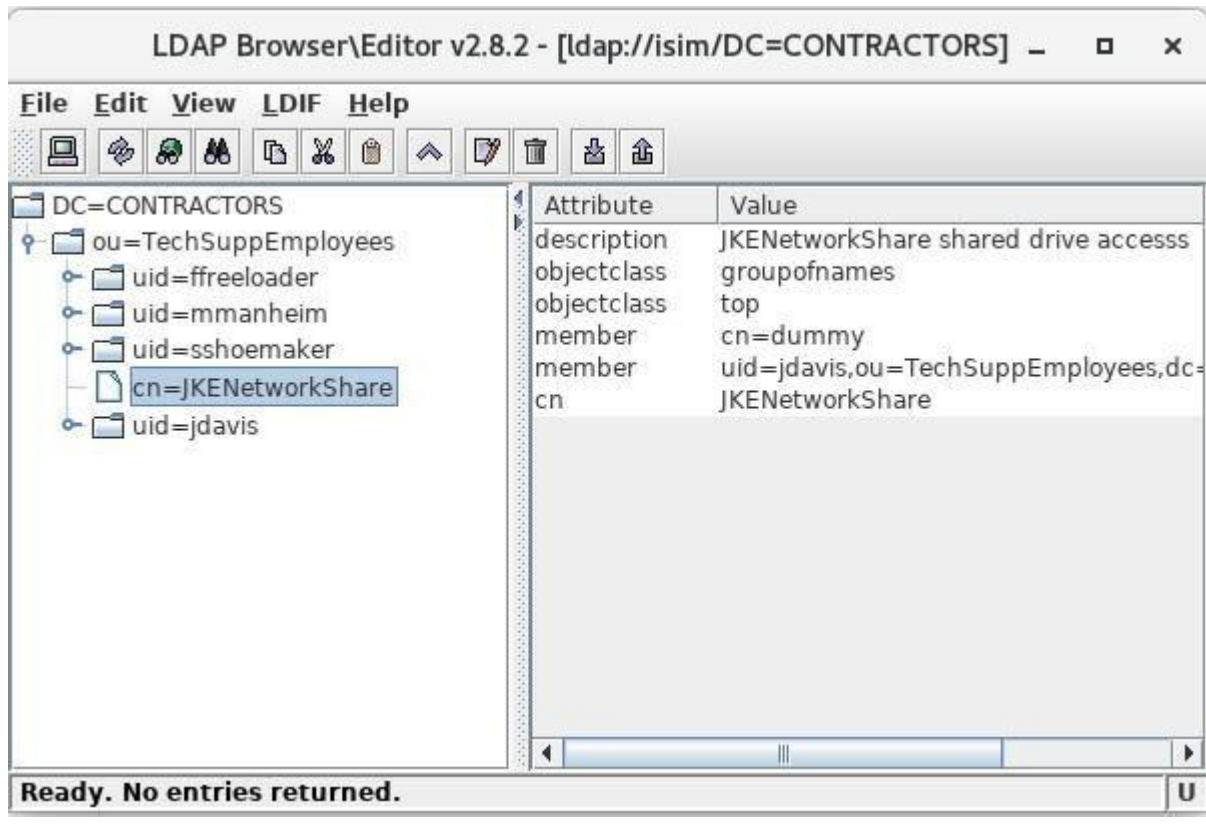 LDAP Browser\Editor v2.8.2 - [ldap://isim/DC=CONTRACTORS]
File Edit View LDIF Help
DC=CONTRACTORS
ou=TechSuppEmployees
uid=ffreeloader
uid=mmanheim
uid=sshoemaker
cn=JKENetworkShare
uid=jdavis
Attribute Value
description JKENetworkShare shared drive accesss
objectclass groupofnames
objectclass top
member cn=dummy
member uid=jdavis,ou=TechSuppEmployees,dc=
cn JKENetworkShare
Ready. No entries returned. U